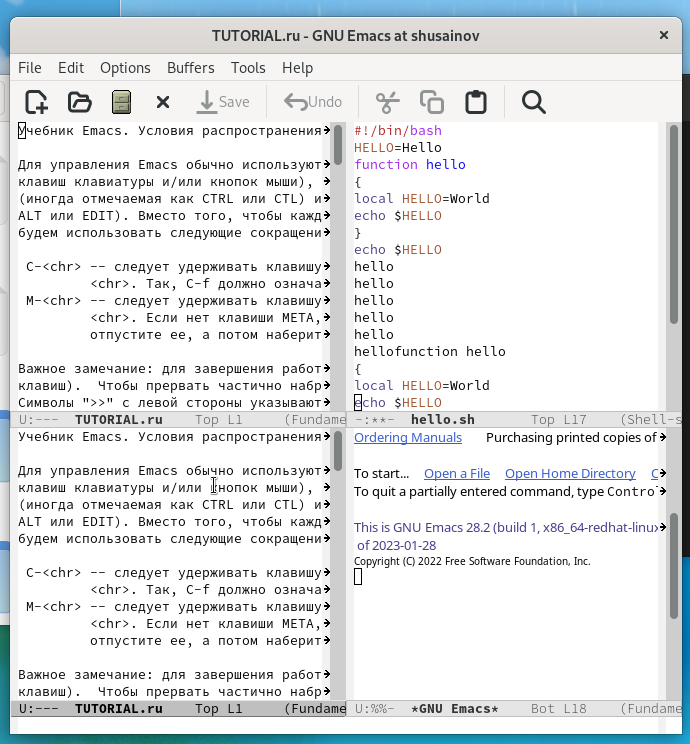 TUTORIAL.ru - GNU Emacs at shusainov
File Edit Options Buffers Tools Help
Save Undo
Учебник Emacs. Условия распространения
Для управления Emacs обычно используют
клавиш клавиатуры и/или кнопок мыши),
(иногда отмечаемая как CTRL или CTL) и
ALT или EDIT). Вместо того, чтобы кажд
будем использовать следующие сокращени
C-<chr> -- следует удерживать клавишу
<chr>. Так, C-f должно означа
M-<chr> -- следует удерживать клавишу
<chr>. Если нет клавиши META,
отпустите ее, а потом наберит
Важное замечание: для завершения работ
клавиш).  Чтобы прервать частично набр
Символы ">>" с левой стороны указывают
U:---  TUTORIAL.ru    Top L1    (Fundame
#!/bin/bash
HELLO=Hello
function hello
{
local HELLO=World
echo $HELLO
}
echo $HELLO
hello
hello
hello
hello
hello
hellofunction hello
{
local HELLO=World
echo $HELLO
-:**-  hello.sh    Top L17    (Shell-s
Учебник Emacs. Условия распространения
Для управления Emacs обычно используют
клавиш клавиатуры и/или кнопок мыши),
(иногда отмечаемая как CTRL или CTL) и
ALT или EDIT). Вместо того, чтобы кажд
будем использовать следующие сокращени
C-<chr> -- следует удерживать клавишу
<chr>. Так, C-f должно означа
M-<chr> -- следует удерживать клавишу
<chr>. Если нет клавиши META,
отпустите ее, а потом наберит
Важное замечание: для завершения работ
клавиш).  Чтобы прервать частично набр
U:---  TUTORIAL.ru    Top L1    (Fundame
Ordering Manuals Purchasing printed copies of
To start... Open a File Open Home Directory C
To quit a partially entered command, type Control
This is GNU Emacs 28.2 (build 1, x86_64-redhat-linux
of 2023-01-28
Copyright (C) 2022 Free Software Foundation, Inc.
U:%%-  *GNU Emacs*    Bot L18    (Fundame